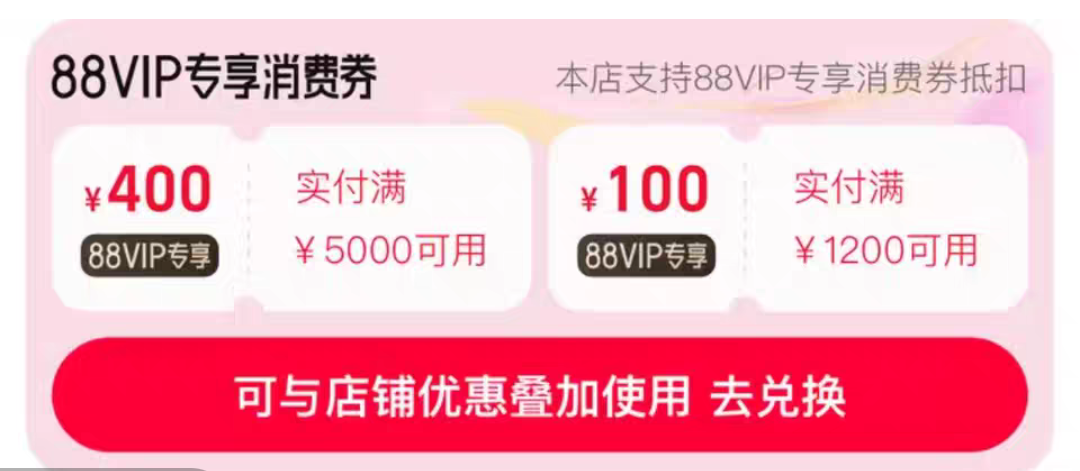 88VIP专享消费券
本店支持88VIP专享消费券抵扣
¥400
88VIP专享
实付满
¥5000可用
¥100
88VIP专享
实付满
¥1200可用
可与店铺优惠叠加使用 去兑换